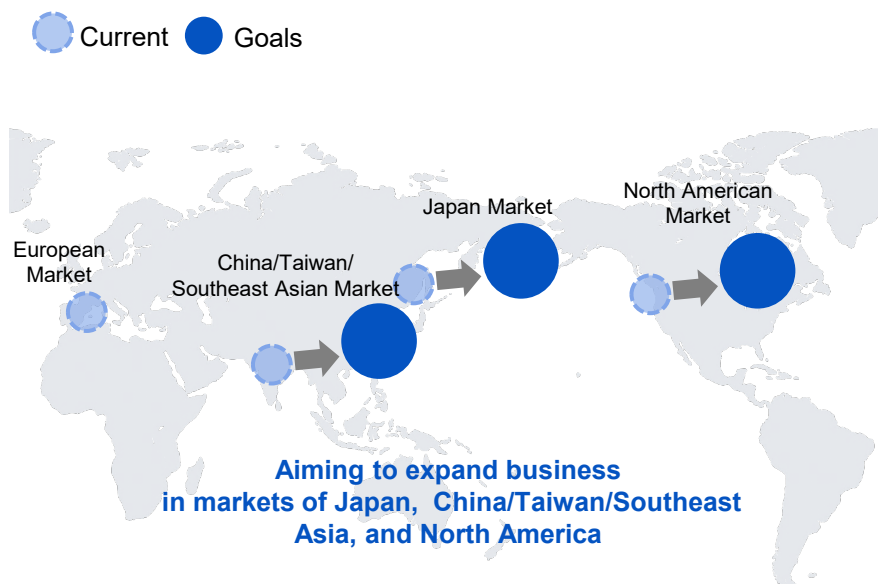 Current
Goals
Japan Market
North American
Market
European
Market
China/Taiwan/
Southeast Asian Market
Aiming to expand business
in markets of Japan,  China/Taiwan/Southeast
Asia, and North America